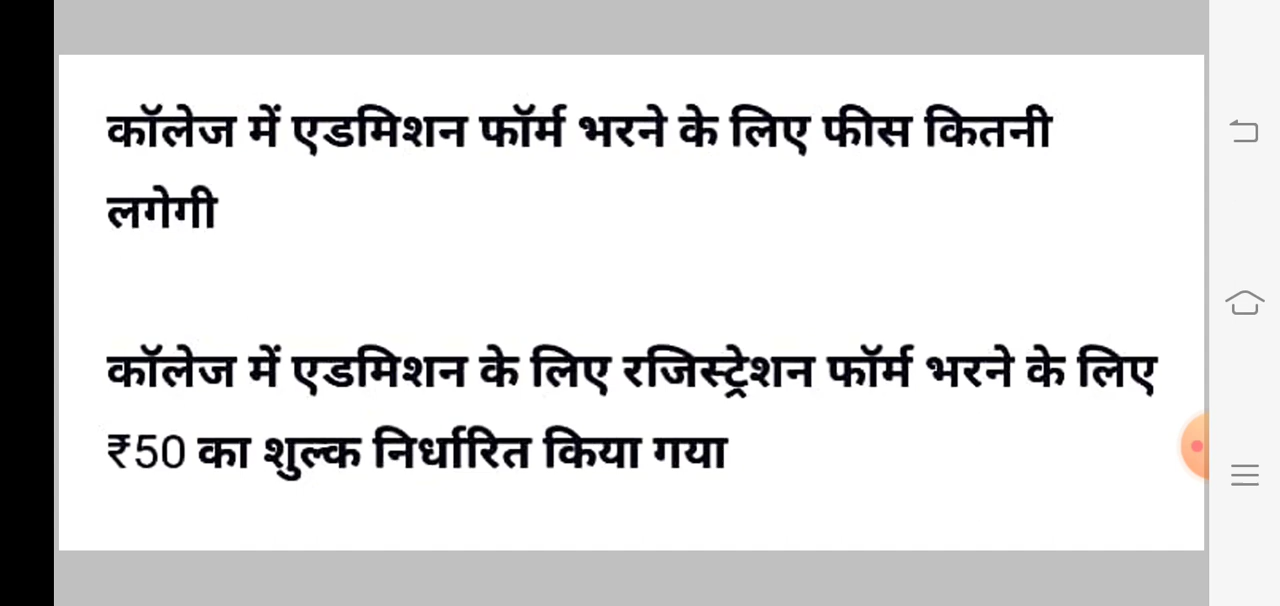 कॉलेज में एडमिशन फॉर्म भरने के लिए फीस कितनी
लगेगी
कॉलेज में एडमिशन के लिए रजिस्ट्रेशन फॉर्म भरने के लिए
₹50 का शुल्क निर्धारित किया गया